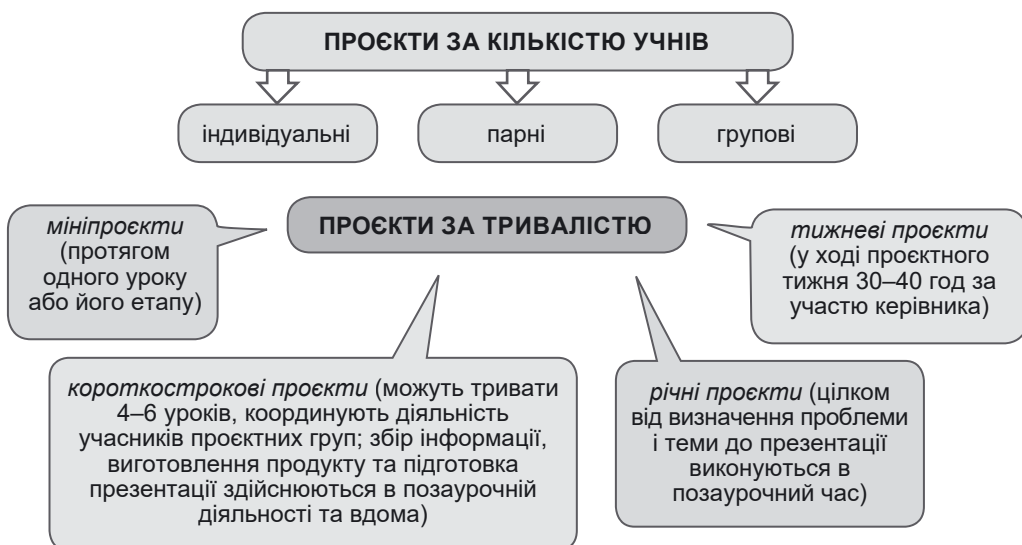 ПРОЄКТИ ЗА КІЛЬКІСТЮ УЧНІВ
індивідуальні
парні
групові
ПРОЄКТИ ЗА ТРИВАЛІСТЮ
мініпроєкти
(протягом
одного уроку
або його етапу)
тижневі проєкти
(у ході проєктного
тижня 30–40 год за
участю керівника)
короткострокові проєкти (можуть тривати
4–6 уроків, координують діяльність
учасників проєктних груп; збір інформації,
виготовлення продукту та підготовка
презентації здійснюються в позаурочній
діяльності та вдома)
річні проєкти (цілком
від визначення проблеми
і теми до презентації
виконуються в
позаурочний час)